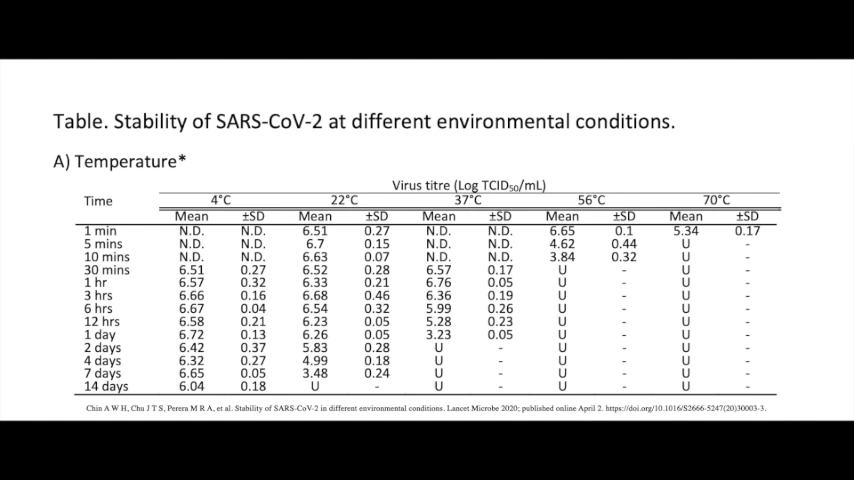 Table. Stability of SARS-CoV-2 at different environmental conditions.
A) Temperature*
Virus titre (Log TCID50/mL)
Time 4°C 22°C 37°C 56°C 70°C
Mean ±SD Mean ±SD Mean ±SD Mean ±SD Mean ±SD
1 min N.D. N.D. 6.51 0.27 N.D. N.D. 6.65 0.1 5.34 0.17
5 mins N.D. N.D. 6.7 0.15 N.D. N.D. 4.62 0.44 U -
10 mins N.D. N.D. 6.63 0.07 N.D. N.D. 3.84 0.32 U -
30 mins 6.51 0.27 6.52 0.28 6.57 0.17 U - U -
1 hr 6.57 0.32 6.33 0.21 6.76 0.05 U - U -
3 hrs 6.66 0.16 6.68 0.46 6.36 0.19 U - U -
6 hrs 6.67 0.04 6.54 0.32 5.99 0.26 U - U -
12 hrs 6.58 0.21 6.23 0.05 5.28 0.23 U - U -
1 day 6.72 0.13 6.26 0.05 3.23 0.05 U - U -
2 days 6.42 0.37 5.83 0.28 U - U - U -
4 days 6.32 0.27 4.99 0.18 U - U - U -
7 days 6.65 0.05 3.48 0.24 U - U - U -
14 days 6.04 0.18 U - U - U - U -
Chin A W H, Chu J T S, Perera M R A, et al. Stability of SARS-CoV-2 in different environmental conditions. Lancet Microbe 2020; published online April 2. https://doi.org/10.1016/S2666-5247(20)30003-3.